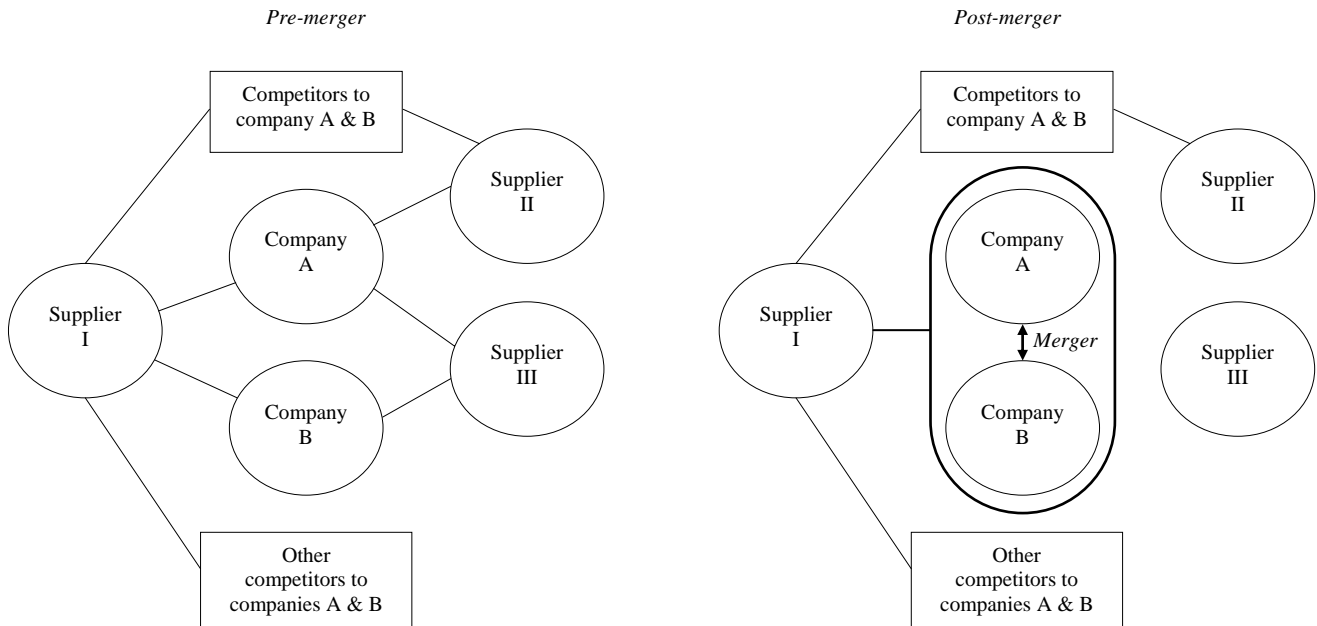 Pre-merger
Competitors to
company A & B
Supplier
II
Company
A
Supplier
I
Supplier
III
Company
B
Other
competitors to
companies A & B
Post-merger
Competitors to
company A & B
Supplier
II
Company
A
Supplier
I
Merger
Supplier
III
Company
B
Other
competitors to
companies A & B